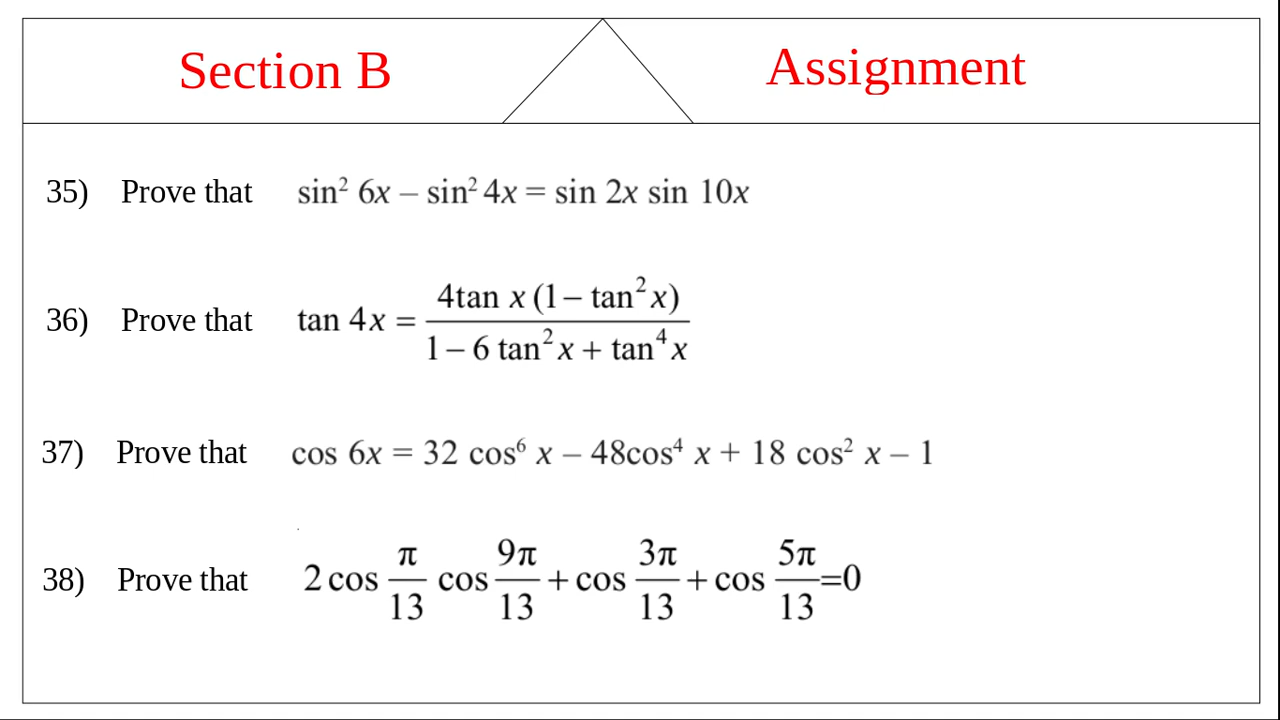 Section B
Assignment
35) Prove that sin² 6x – sin² 4x = sin 2x sin 10x
36) Prove that tan 4x = 4tan x (1 – tan² x) / 1 – 6 tan² x + tan⁴ x
37) Prove that cos 6x = 32 cos⁶ x – 48cos⁴ x + 18 cos² x – 1
38) Prove that 2 cos π/13 cos 9π/13 + cos 3π/13 + cos 5π/13 =0